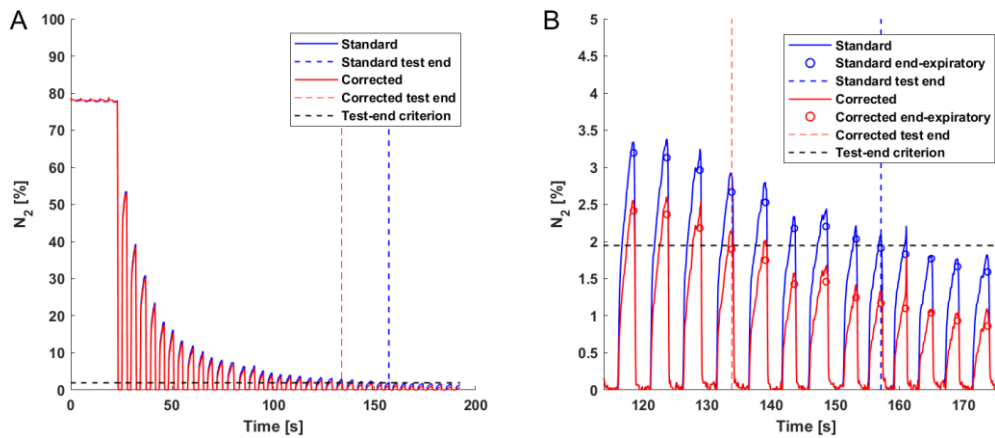 A
N2 [%]
100
90
80
70
60
50
40
30
20
10
0
0 50 100 150 200
Time [s]
Standard
Standard test end
Corrected
Corrected test end
Test-end criterion
B
N2 [%]
5
4.5
4
3.5
3
2.5
2
1.5
1
0.5
0
120 130 140 150 160 170
Time [s]
Standard
Standard end-expiratory
Standard test end
Corrected
Corrected end-expiratory
Corrected test end
Test-end criterion